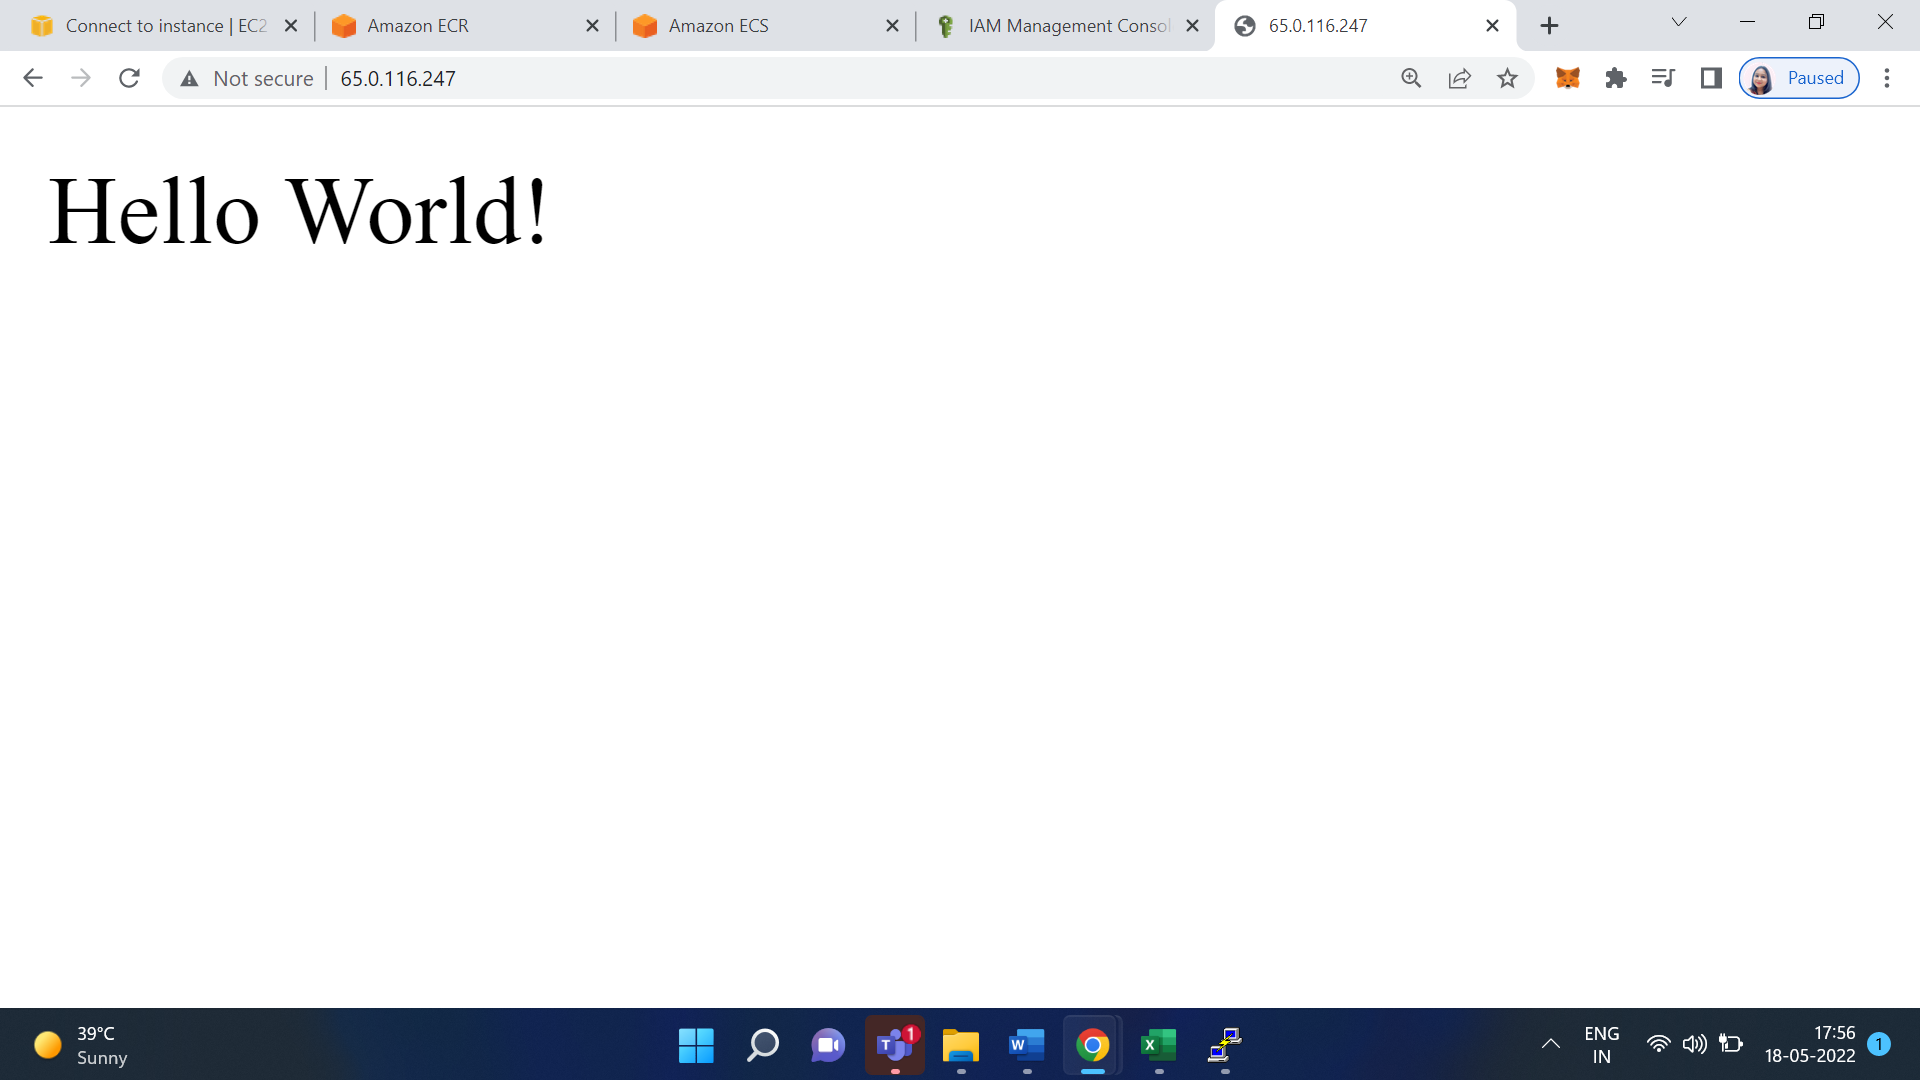 Connect to instance | EC2
Amazon ECR
Amazon ECS
IAM Management Consol
65.0.116.247
Not secure
65.0.116.247
Paused
Hello World!
39°C
Sunny
T
1
W
X
ENG
IN
17:56
18-05-2022
1